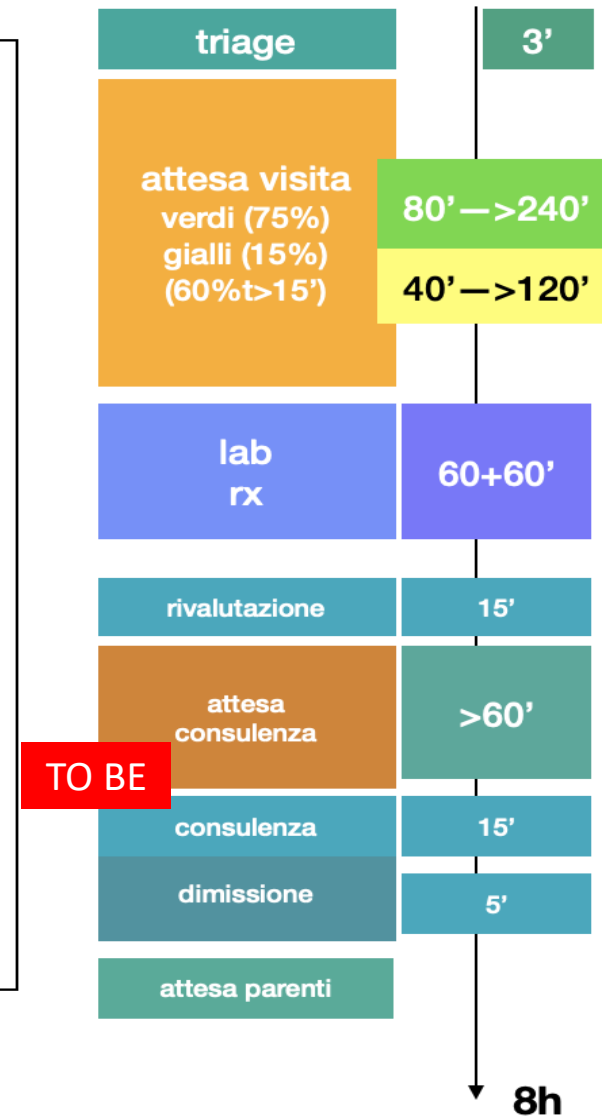 triage
3’
attesa visita
verdi (75%)
gialli (15%)
(60%t>15’)
80’—>240’
40’—>120’
lab
rx
60+60’
rivalutazione
15’
attesa
consulenza
>60’
TO BE
consulenza
15’
dimissione
5’
attesa parenti
8h